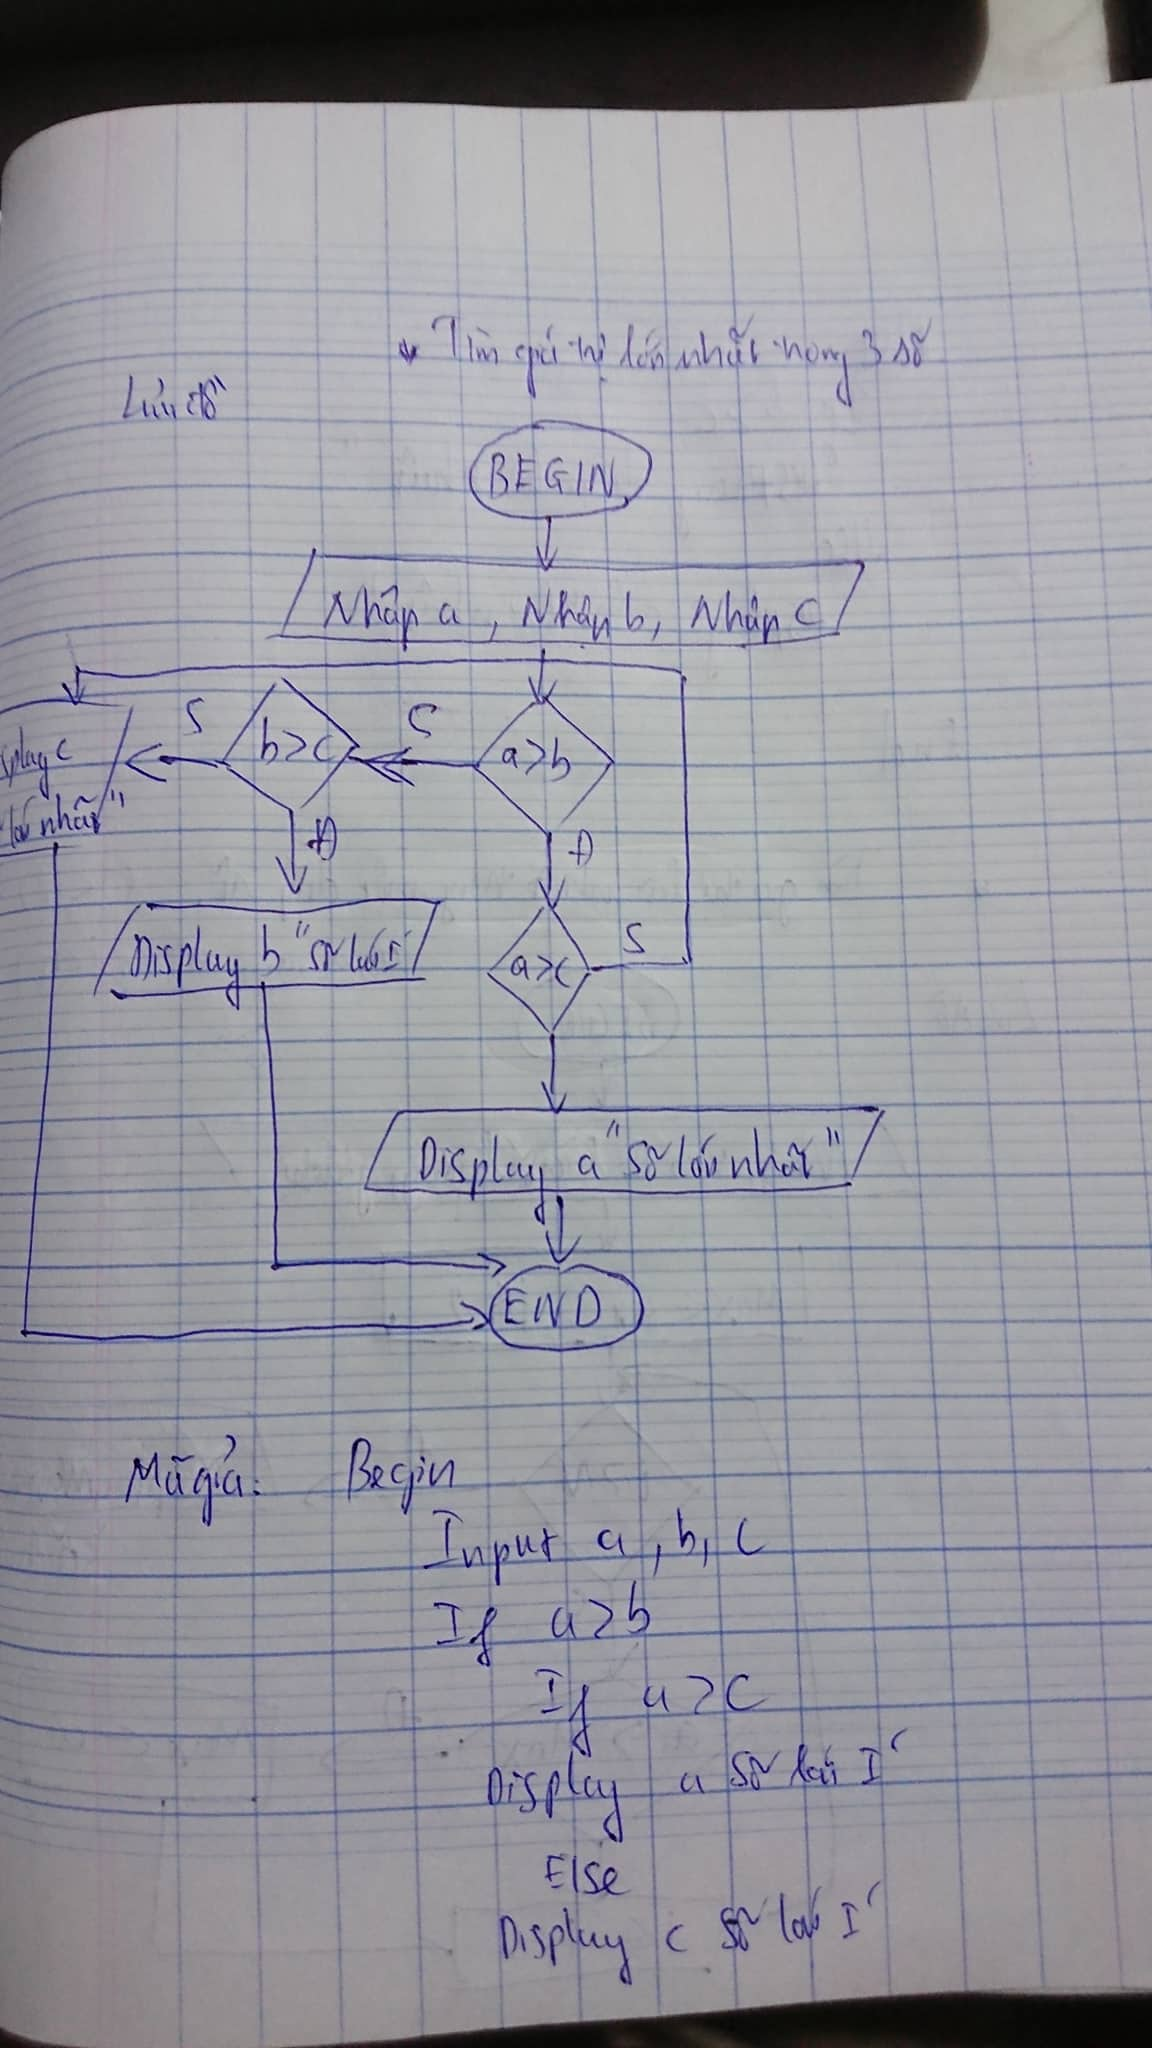 * Tìm giá trị lớn nhất trong 3 số
Lưu đồ
BEGIN
Nhập a, Nhập b, Nhập c
a>b
S
b>c
S
splay c
lớn nhất"
Đ
Đ
Display b "số lớn I'
a>c
S
Display a "số lớn nhất"
END
Mã giả: Begin
Input a, b, c
If a>b
If a>c
Display a số lớn I'
Else
Display c số lớn I'